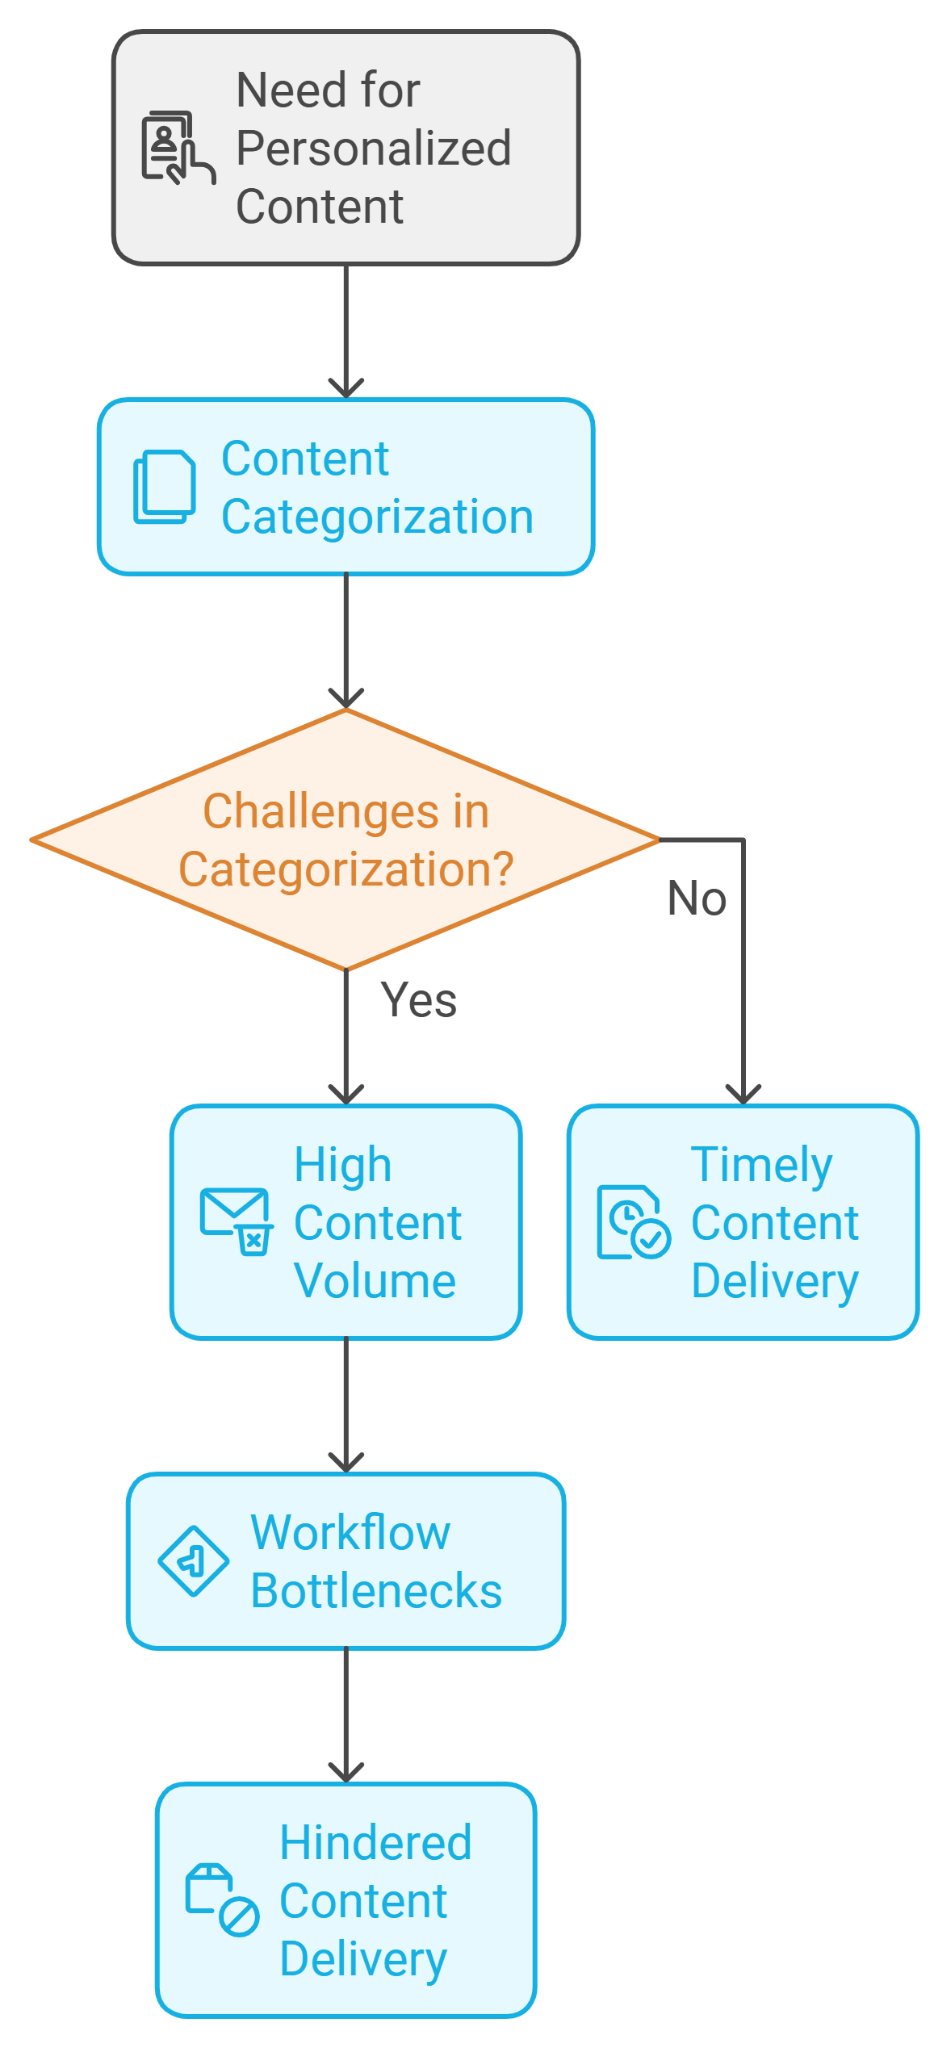 Need for
Personalized
Content
Content
Categorization
Challenges in
Categorization?
No
Yes
High
Content
Volume
Timely
Content
Delivery
Workflow
Bottlenecks
Hindered
Content
Delivery